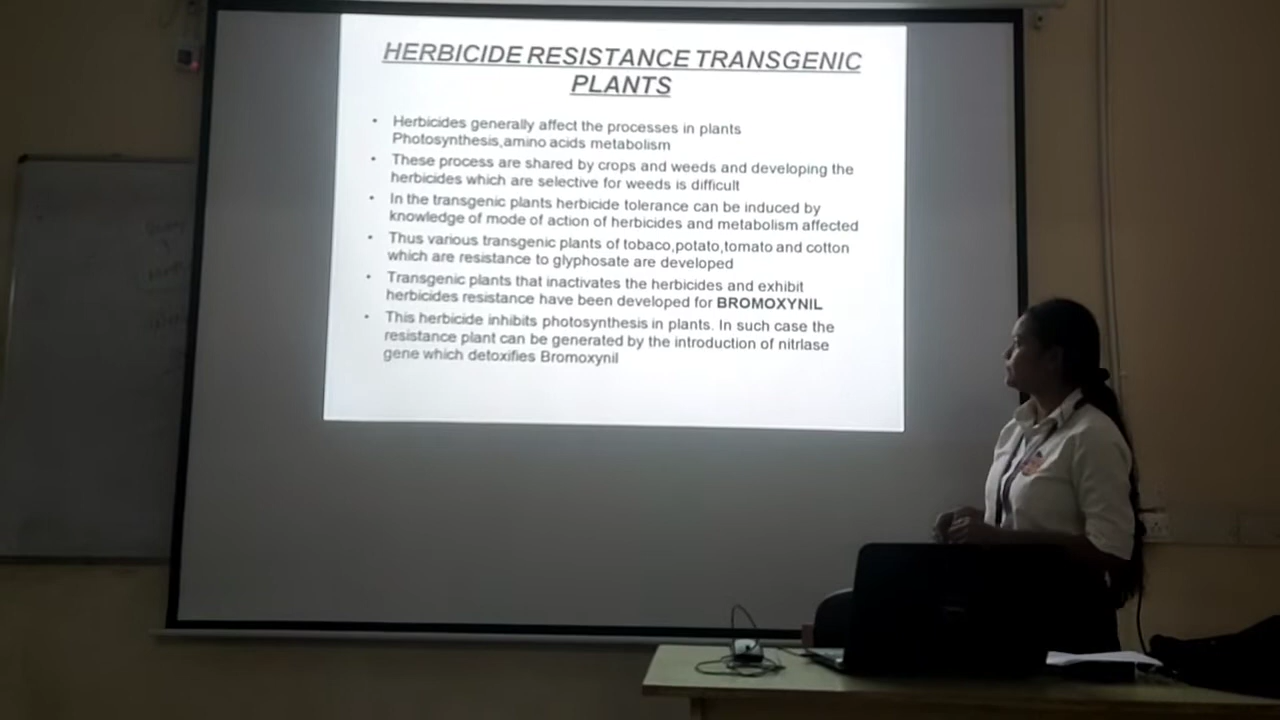 HERBICIDE RESISTANCE TRANSGENIC
PLANTS
• Herbicides generally affect the processes in plants
Photosynthesis,amino acids metabolism
• These process are shared by crops and weeds and developing the
herbicides which are selective for weeds is difficult
• In the transgenic plants herbicide tolerance can be induced by
knowledge of mode of action of herbicides and metabolism affected
• Thus various transgenic plants of tobaco,potato,tomato and cotton
which are resistance to glyphosate are developed
• Transgenic plants that inactivates the herbicides and exhibit
herbicides resistance have been developed for BROMOXYNIL
• This herbicide inhibits photosynthesis in plants. In such case the
resistance plant can be generated by the introduction of nitrlase
gene which detoxifies Bromoxynil